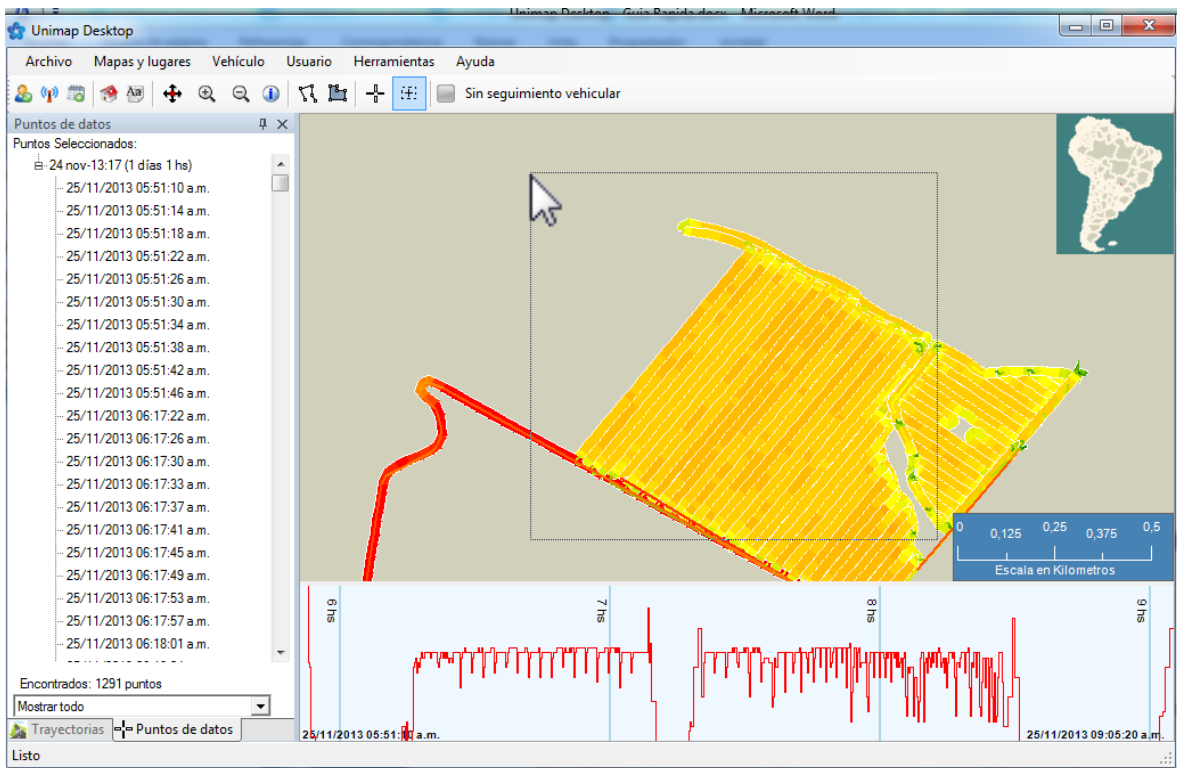 Unimap Desktop - Guia Rapida.docx - Microsoft Word
Unimap Desktop
Archivo Mapas y lugares Vehículo Usuario Herramientas Ayuda
Sin seguimiento vehicular
Puntos de datos
Puntos Seleccionados:
24 nov-13:17 (1 días 1 hs)
25/11/2013 05:51:10 a.m.
25/11/2013 05:51:14 a.m.
25/11/2013 05:51:18 a.m.
25/11/2013 05:51:22 a.m.
25/11/2013 05:51:26 a.m.
25/11/2013 05:51:30 a.m.
25/11/2013 05:51:34 a.m.
25/11/2013 05:51:38 a.m.
25/11/2013 05:51:42 a.m.
25/11/2013 05:51:46 a.m.
25/11/2013 06:17:22 a.m.
25/11/2013 06:17:26 a.m.
25/11/2013 06:17:30 a.m.
25/11/2013 06:17:33 a.m.
25/11/2013 06:17:37 a.m.
25/11/2013 06:17:41 a.m.
25/11/2013 06:17:45 a.m.
25/11/2013 06:17:49 a.m.
25/11/2013 06:17:53 a.m.
25/11/2013 06:17:57 a.m.
25/11/2013 06:18:01 a.m.
Encontrados: 1291 puntos
Mostrar todo
Trayectorias Puntos de datos
Listo
0 0,125 0,25 0,375 0,5
Escala en Kilometros
6 hs
7 hs
8 hs
9 hs
25/11/2013 05:51:10 a.m.
25/11/2013 09:05:20 a.m.